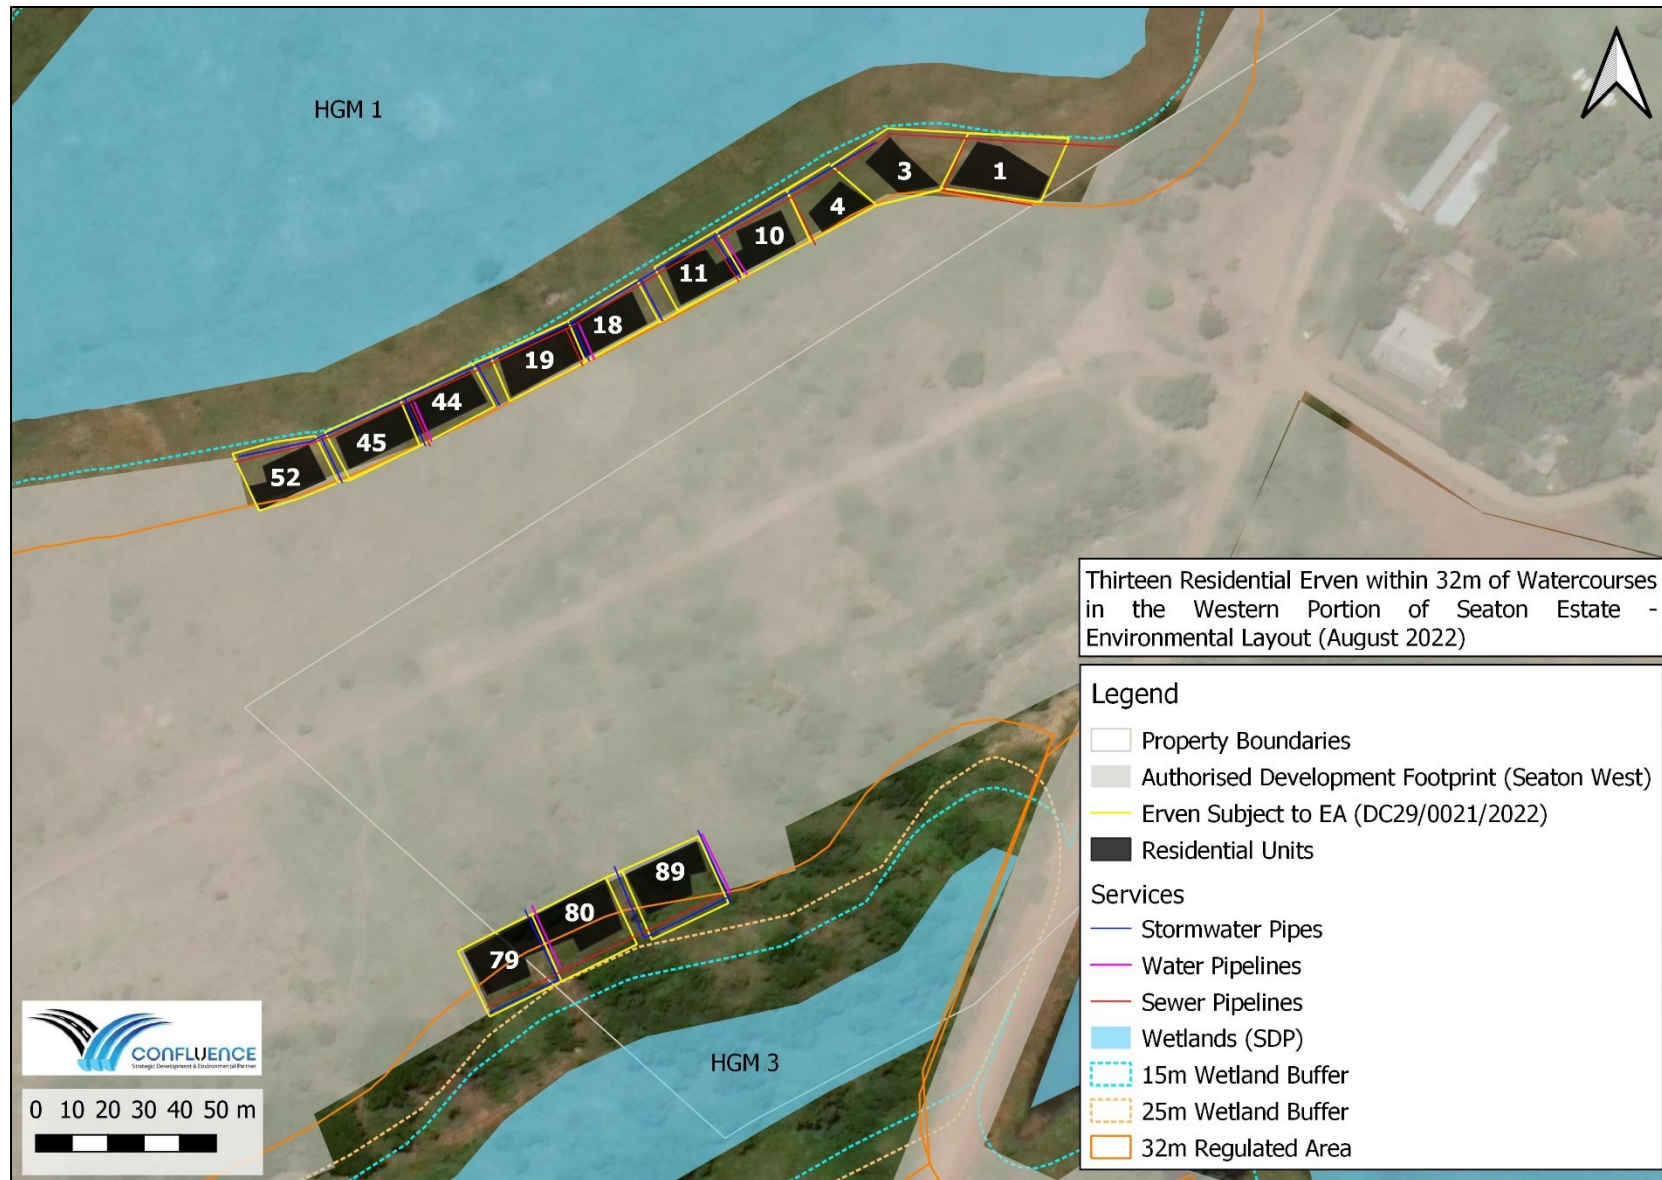 HGM 1
3
1
4
10
11
18
19
44
45
52
89
80
79
HGM 3
Thirteen Residential Erven within 32m of Watercourses
in the Western Portion of Seaton Estate -
Environmental Layout (August 2022)
Legend
Property Boundaries
Authorised Development Footprint (Seaton West)
Erven Subject to EA (DC29/0021/2022)
Residential Units
Services
Stormwater Pipes
Water Pipelines
Sewer Pipelines
Wetlands (SDP)
15m Wetland Buffer
25m Wetland Buffer
32m Regulated Area
CONFLUENCE
Strategic Development & Environmental Partner
0 10 20 30 40 50 m